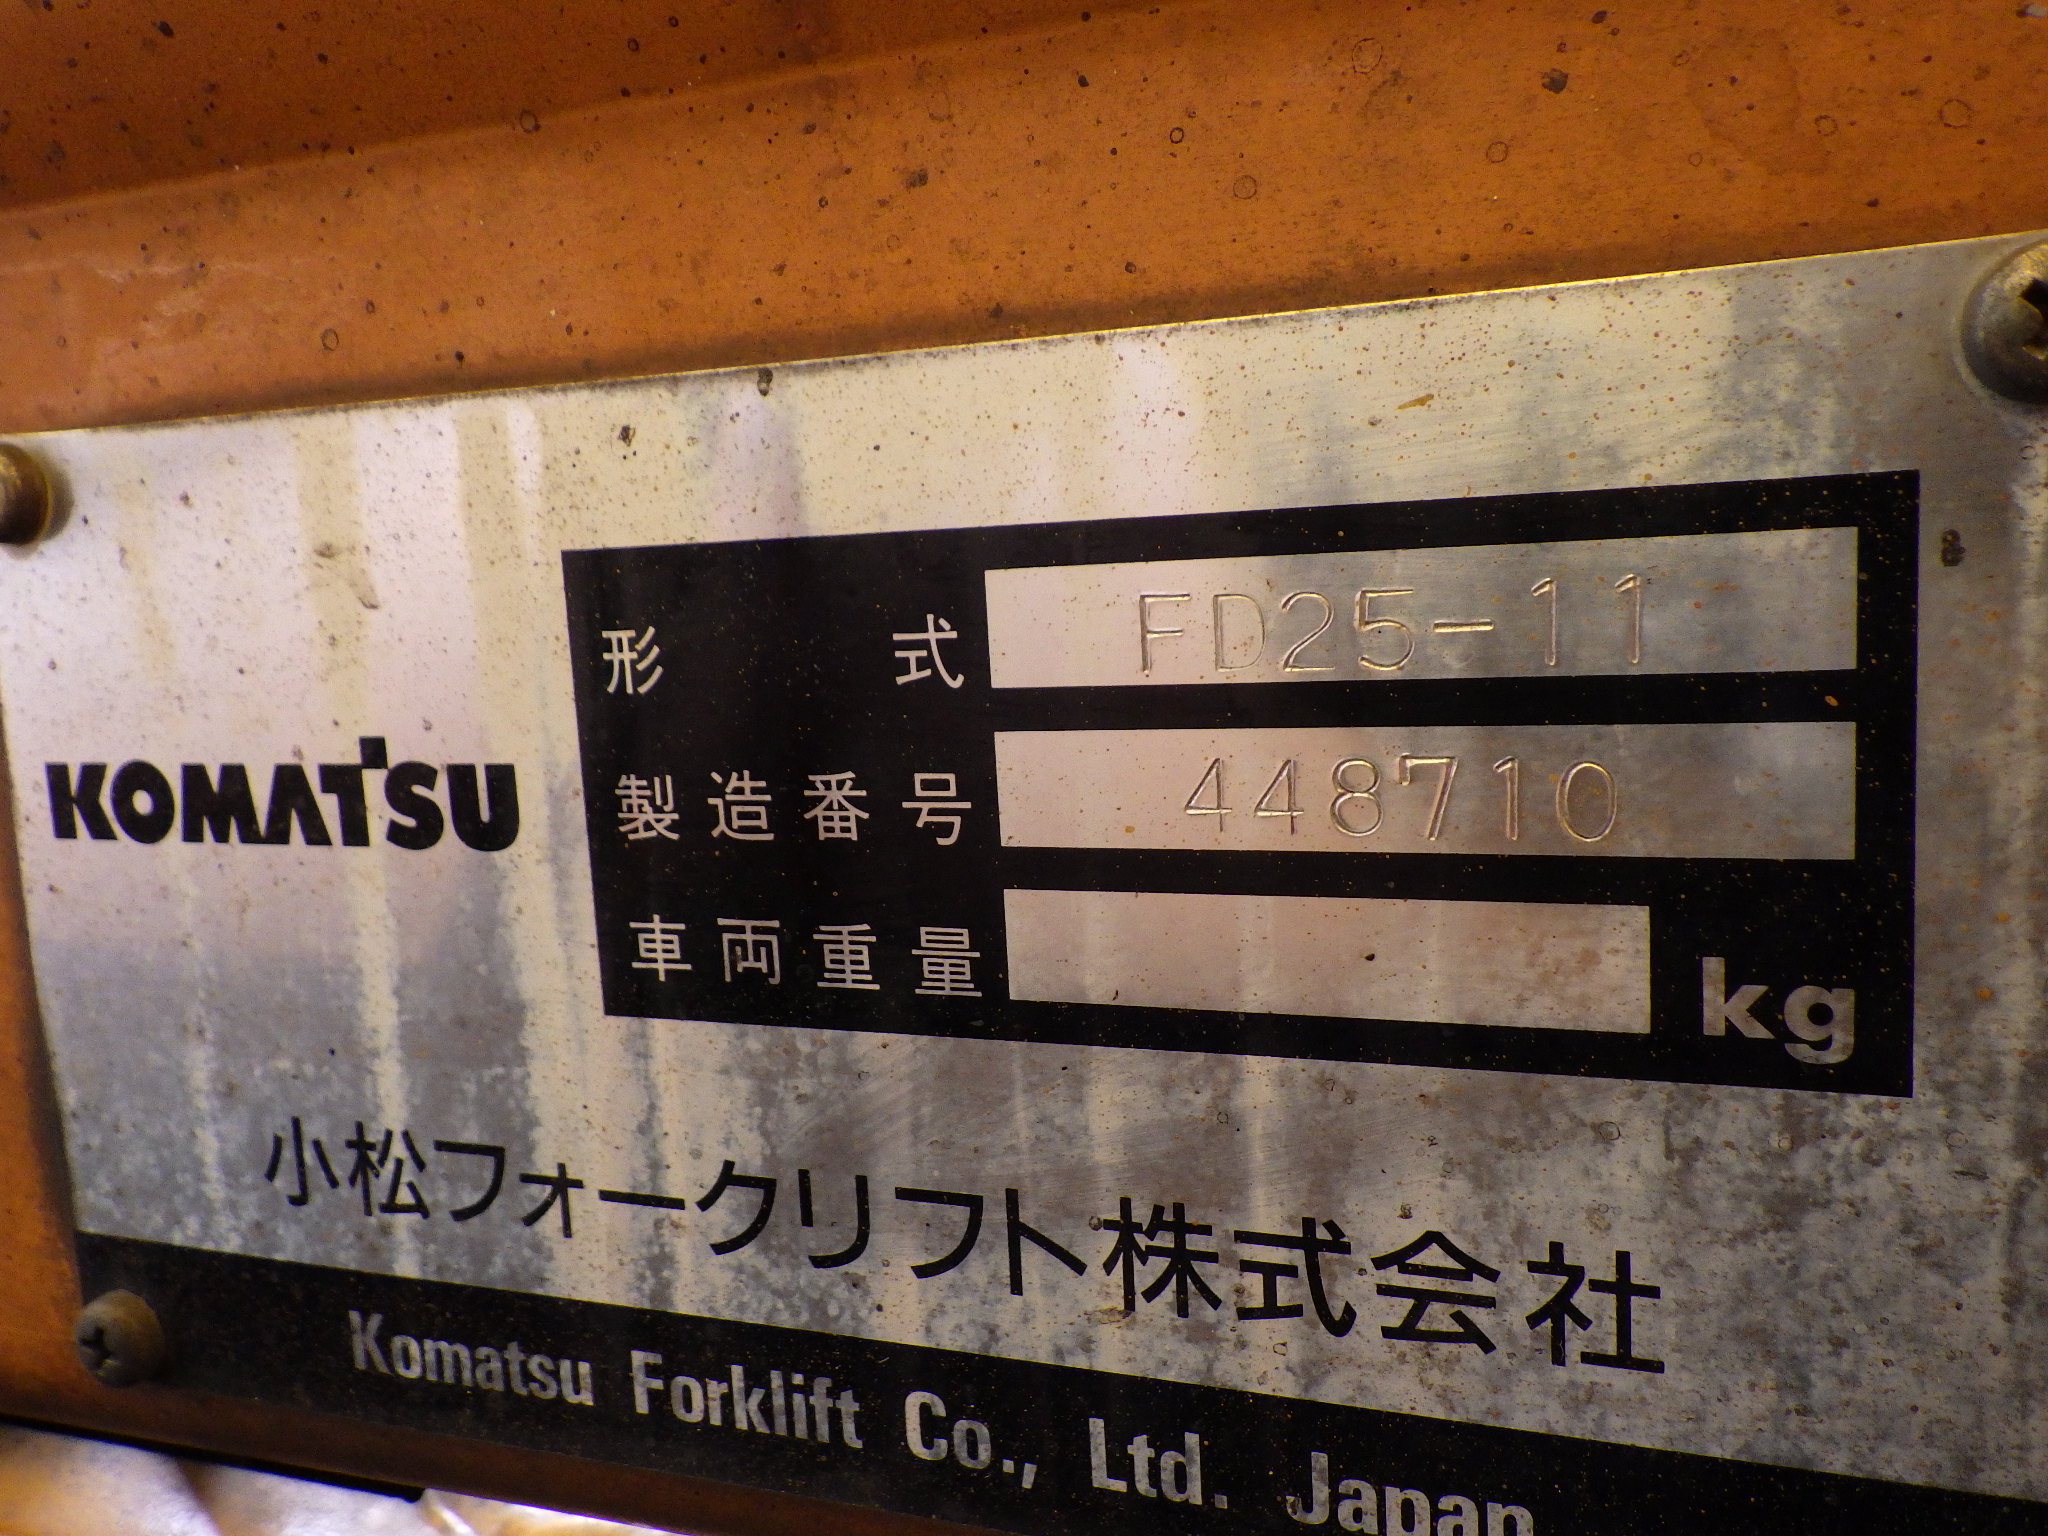 KOMATSU
形式 FD25-11
製造番号 448710
車両重量 kg
小松フォークリフト株式会社
Komatsu Forklift Co., Ltd. Japan